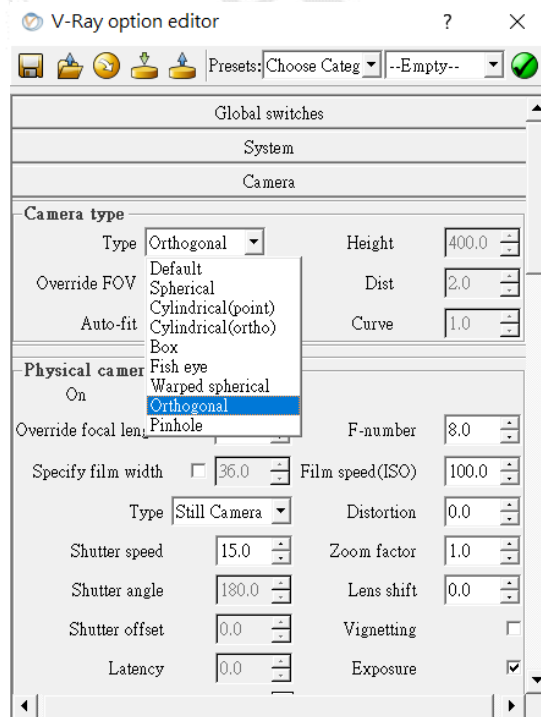 V-Ray option editor ? ×
Presets: Choose Categ --Empty--
Global switches
System
Camera
Camera type
Type Orthogonal Height 400.0
Default
Override FOV Spherical Dist 2.0
Cylindrical(point)
Auto-fit Cylindrical(ortho) Curve 1.0
Box
Physical camer Fish eye
On Warped spherical
Orthogonal
Override focal leng Pinhole F-number 8.0
Specify film width 36.0 Film speed(ISO) 100.0
Type Still Camera Distortion 0.0
Shutter speed 15.0 Zoom factor 1.0
Shutter angle 180.0 Lens shift 0.0
Shutter offset 0.0 Vignetting
Latency 0.0 Exposure